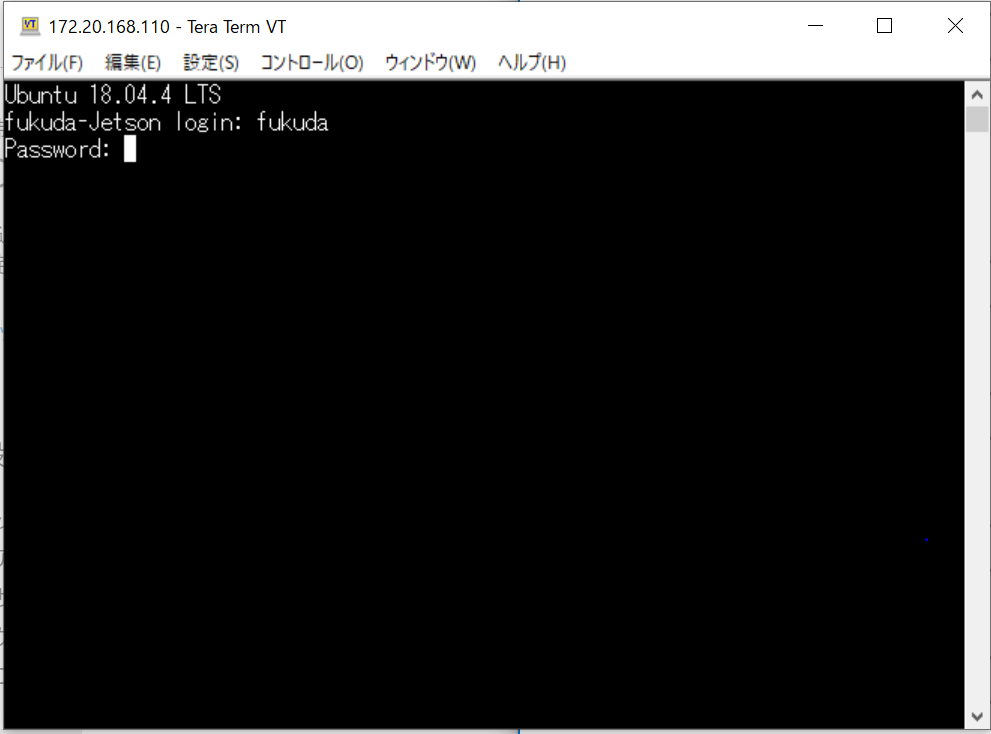 172.20.168.110 - Tera Term VT
ファイル(F) 編集(E) 設定(S) コントロール(O) ウィンドウ(W) ヘルプ(H)
Ubuntu 18.04.4 LTS
fukuda-Jetson login: fukuda
Password: